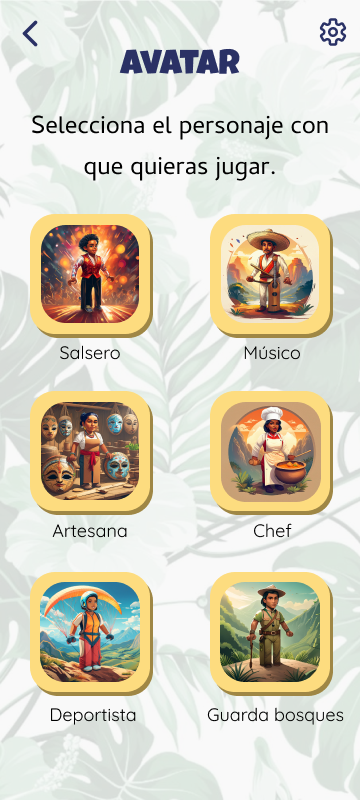 AVATAR
Selecciona el personaje con
que quieras jugar.
Salsero
Músico
Artesana
Chef
Deportista
Guarda bosques